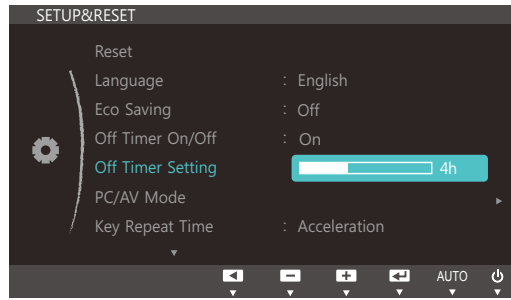 SETUP&RESET
Reset
Language : English
Eco Saving : Off
Off Timer On/Off : On
Off Timer Setting 4h
PC/AV Mode
Key Repeat Time : Acceleration
AUTO